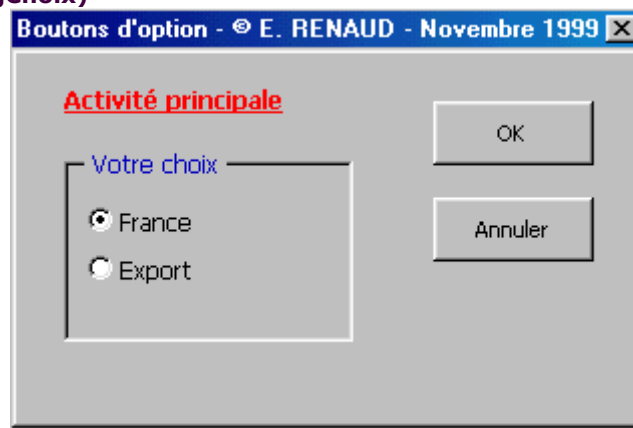 Boutons d'option - © E. RENAUD - Novembre 1999
Activité principale
OK
Votre choix
France
Annuler
Export